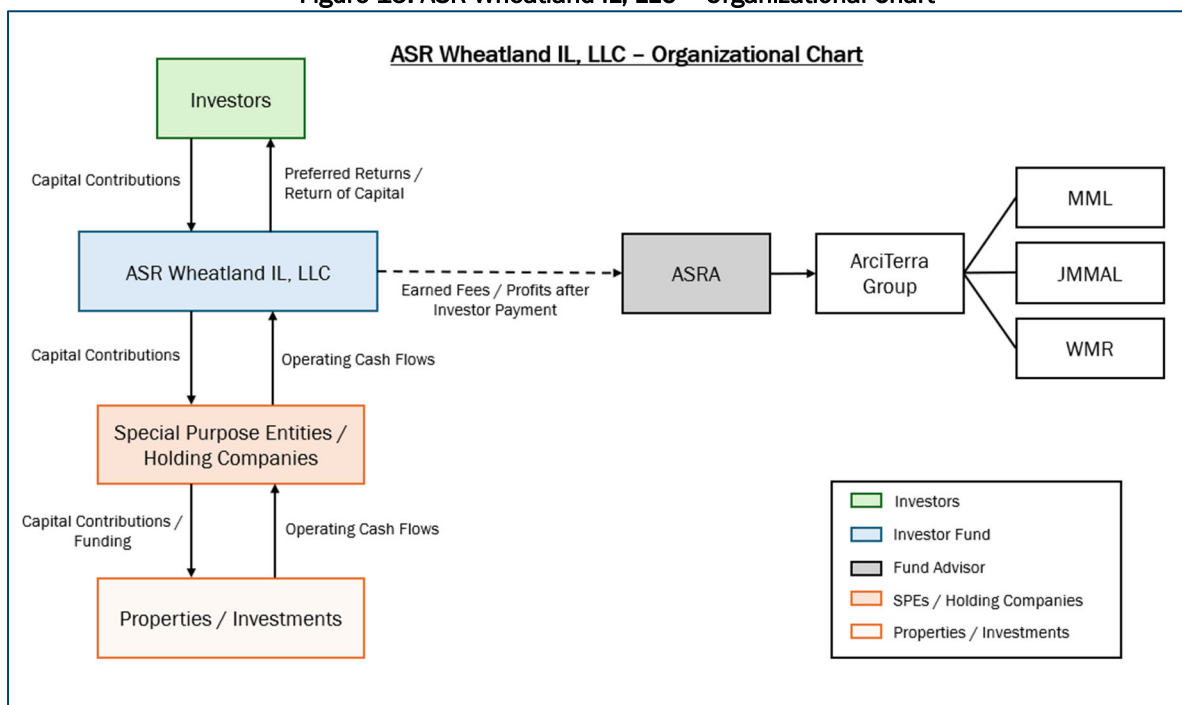 ASR Wheatland IL, LLC – Organizational Chart
Investors
Capital Contributions
Preferred Returns /
Return of Capital
MML
ASR Wheatland IL, LLC
Earned Fees / Profits after
Investor Payment
ASRA
ArciTerra
Group
JMMAL
WMR
Capital Contributions
Operating Cash Flows
Special Purpose Entities /
Holding Companies
Capital Contributions /
Funding
Operating Cash Flows
Properties / Investments
Investors
Investor Fund
Fund Advisor
SPEs / Holding Companies
Properties / Investments